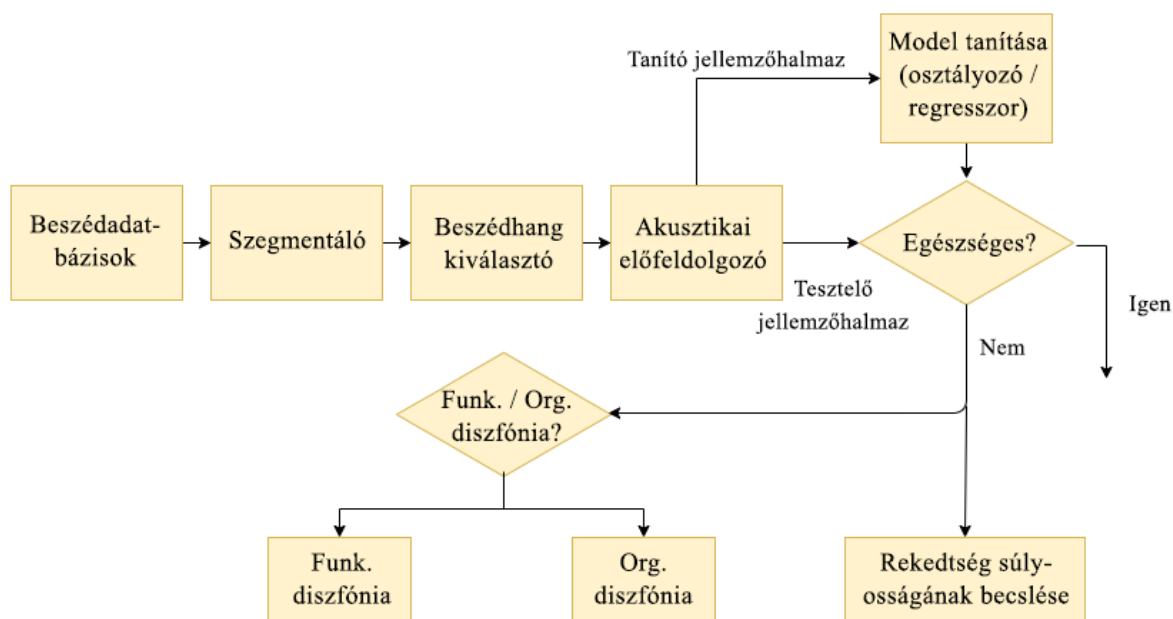 Model tanítása
(osztályozó /
regresszor)
Tanító jellemzőhalmaz
Beszédadat-
bázisok
Szegmentáló
Beszédhang
kiválasztó
Akusztikai
előfeldolgozó
Egészséges?
Tesztelő
jellemzőhalmaz
Igen
Nem
Funk. / Org.
diszfónia?
Funk.
diszfónia
Org.
diszfónia
Rekedtség súly-
osságának becslése